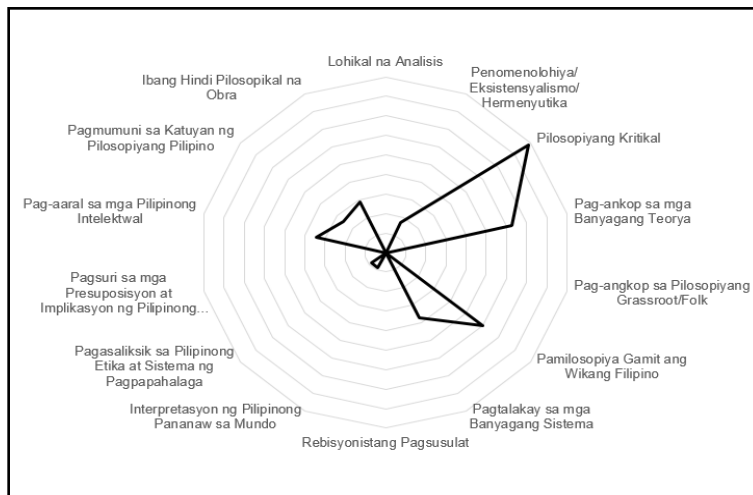 Lohikal na Analisis
Penomenolohiya/
Eksistensyalismo/
Hermenyutika
Pilosopiyang Kritikal
Pag-ankop sa mga
Banyagang Teorya
Pag-angkop sa Pilosopiyang
Grassroot/Folk
Pamilosopiya Gamit ang
Wikang Filipino
Pagtalakay sa mga
Banyagang Sistema
Rebisyonistang Pagsusulat
Interpretasyon ng Pilipinong
Pananaw sa Mundo
Pagasaliksik sa Pilipinong
Etika at Sistema ng
Pagpapahalaga
Pagsuri sa mga
Presuposisyon at
Implikasyon ng Pilipinong...
Pag-aaral sa mga Pilipinong
Intelektwal
Pagmumuni sa Katuyan ng
Pilosopiyang Pilipino
Ibang Hindi Pilosopikal na
Obra